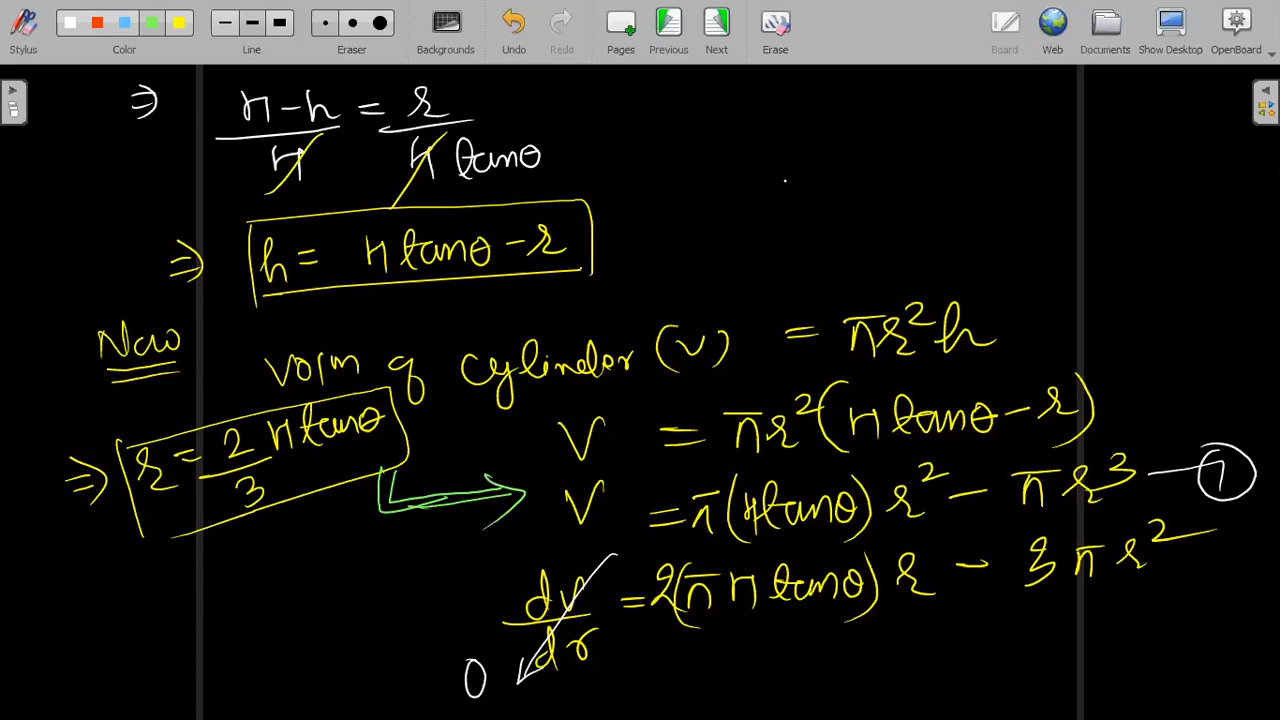 Stylus Color Line Eraser Backgrounds Undo Redo Pages Previous Next Erase Board Web Documents Show Desktop OpenBoard
⇒ H-h/H = r/H tanθ
⇒ h = H tanθ - r
Now Volm of cylinder (V) = πr²h
V = πr²(H tanθ - r)
⇒ r = 2/3 H tanθ
V = π(H tanθ) r² - πr³ — 1
dv/dr = 2(π H tanθ) r - 3πr²
0